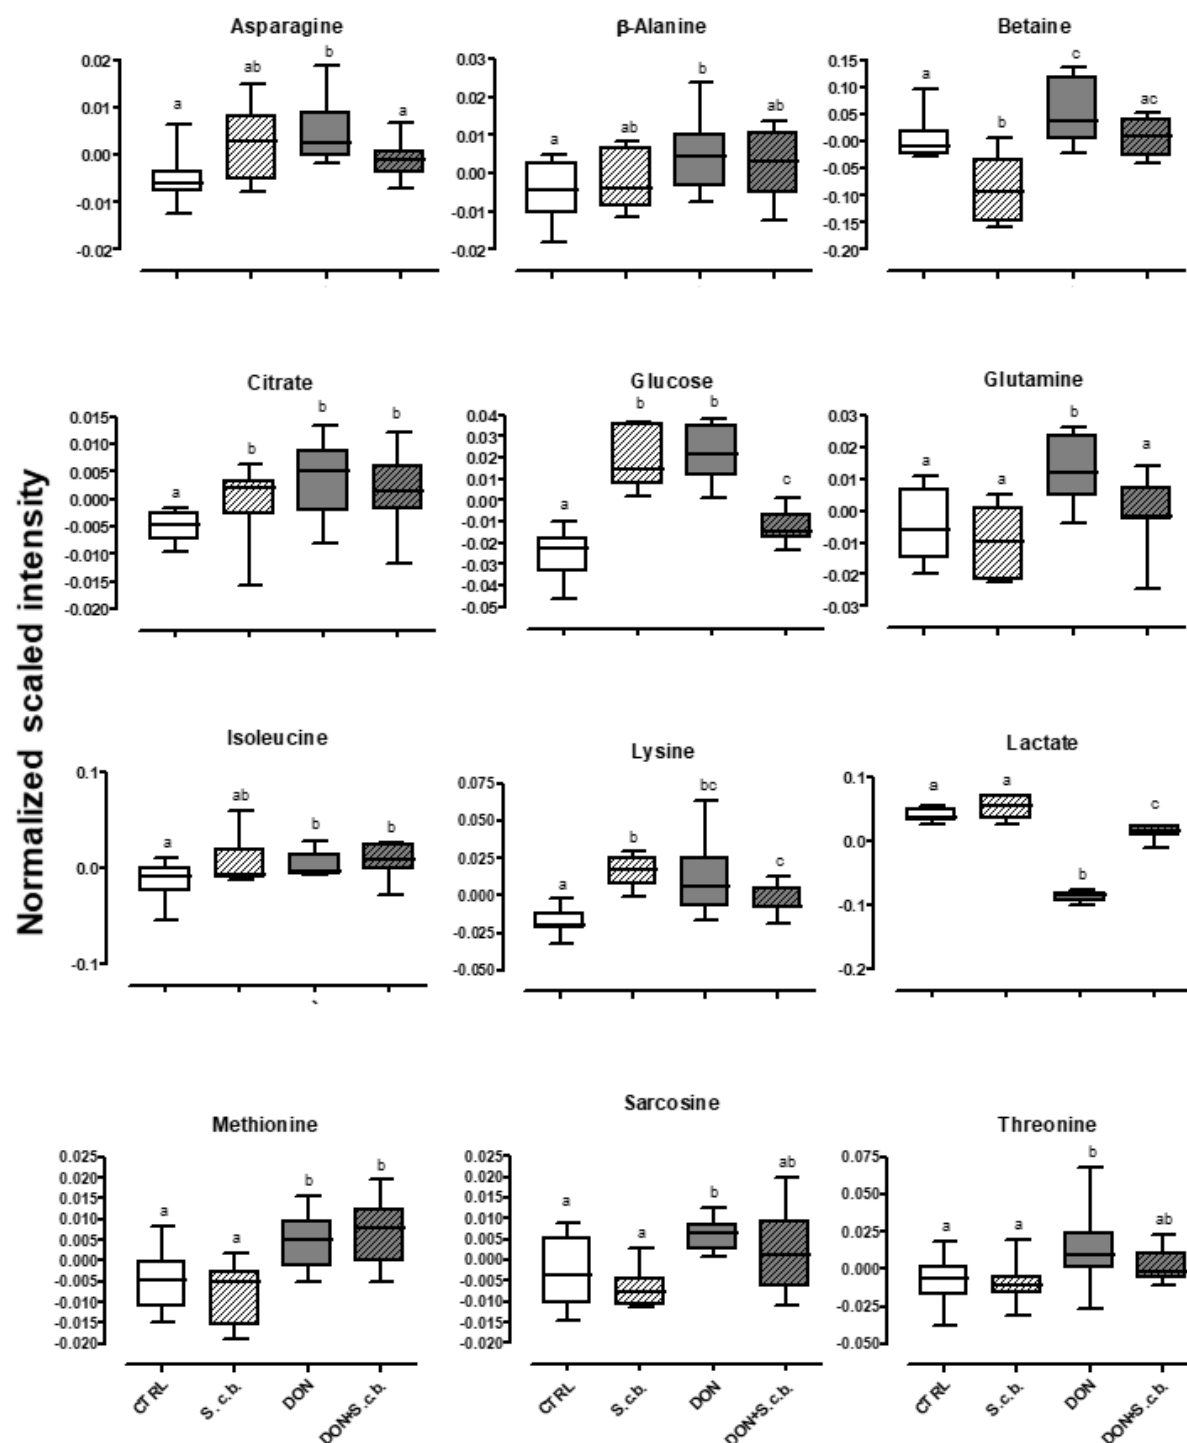 Normalized scaled intensity
Asparagine
0.02
0.01
0.00
-0.01
-0.02
a
ab
b
a
β-Alanine
0.03
0.02
0.01
0.00
-0.01
-0.02
a
ab
b
ab
Betaine
0.15
0.10
0.05
-0.00
-0.05
-0.10
-0.15
-0.20
a
b
c
ac
Citrate
0.015
0.010
0.005
0.000
-0.005
-0.010
-0.015
-0.020
a
b
b
b
Glucose
0.04
0.03
0.02
0.01
0.00
-0.01
-0.02
-0.03
-0.04
-0.05
a
b
b
c
Glutamine
0.03
0.02
0.01
0.00
-0.01
-0.02
-0.03
a
a
b
a
Isoleucine
0.1
0.0
-0.1
a
ab
b
b
Lysine
0.075
0.050
0.025
0.000
-0.025
-0.050
a
b
bc
c
Lactate
0.1
0.0
-0.1
-0.2
a
a
b
c
Methionine
0.025
0.020
0.015
0.010
0.005
0.000
-0.005
-0.010
-0.015
-0.020
a
a
b
b
CTRL
S. c.b.
DON
DON+S.c.b.
Sarcosine
0.025
0.020
0.015
0.010
0.005
0.000
-0.005
-0.010
-0.015
-0.020
a
a
b
ab
CTRL
S.c.b.
DON
DON+S.c.b.
Threonine
0.075
0.050
0.025
0.000
-0.025
-0.050
a
a
b
ab
CTRL
S.c.b.
DON
DON+S.c.b.